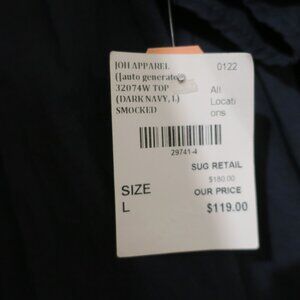 JOH APPAREL 0122
([auto generated
32074W TOP All
(DARK NAVY, L) Locati
SMOCKED ons
29741-4
SUG RETAIL
$180.00
SIZE OUR PRICE
L $119.00